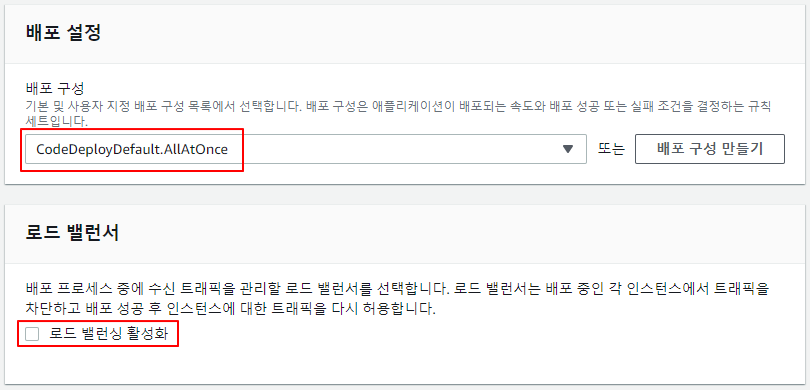 배포 설정
배포 구성
기본 및 사용자 지정 배포 구성 목록에서 선택합니다. 배포 구성은 애플리케이션이 배포되는 속도와 배포 성공 또는 실패 조건을 결정하는 규칙
세트입니다.
CodeDeployDefault.AllAtOnce
또는
배포 구성 만들기
로드 밸런서
배포 프로세스 중에 수신 트래픽을 관리할 로드 밸런서를 선택합니다. 로드 밸런서는 배포 중인 각 인스턴스에서 트래픽을
차단하고 배포 성공 후 인스턴스에 대한 트래픽을 다시 허용합니다.
로드 밸런싱 활성화